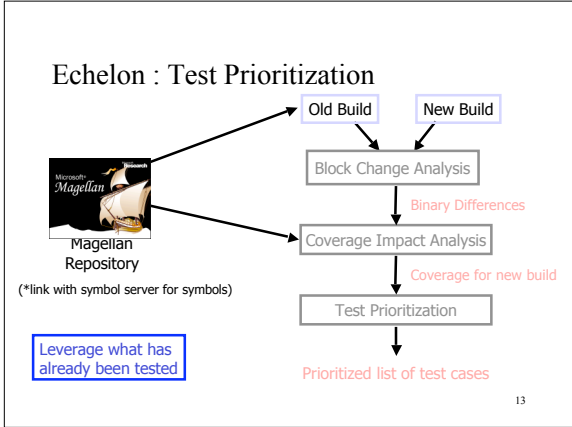 Echelon : Test Prioritization
Old Build
New Build
Block Change Analysis
Binary Differences
Research
Microsoft®
Magellan
Magellan
Repository
(*link with symbol server for symbols)
Coverage Impact Analysis
Coverage for new build
Test Prioritization
Leverage what has
already been tested
Prioritized list of test cases
13